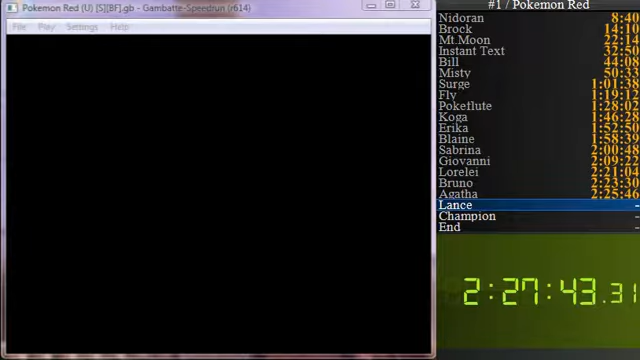 Pokemon Red (U) [S][BF].gb - Gambatte-Speedrun (r614)
File Play Settings Help
#1 / Pokemon Red
Nidoran 8:40
Brock 14:10
Mt.Moon 22:14
Instant Text 32:50
Bill 44:08
Misty 50:33
Surge 1:01:38
Fly 1:19:12
Pokeflute 1:28:02
Koga 1:46:28
Erika 1:52:50
Blaine 1:58:39
Sabrina 2:00:48
Giovanni 2:09:22
Lorelei 2:21:04
Bruno 2:23:30
Agatha 2:25:46
Lance -
Champion -
End -
2:27:43.31